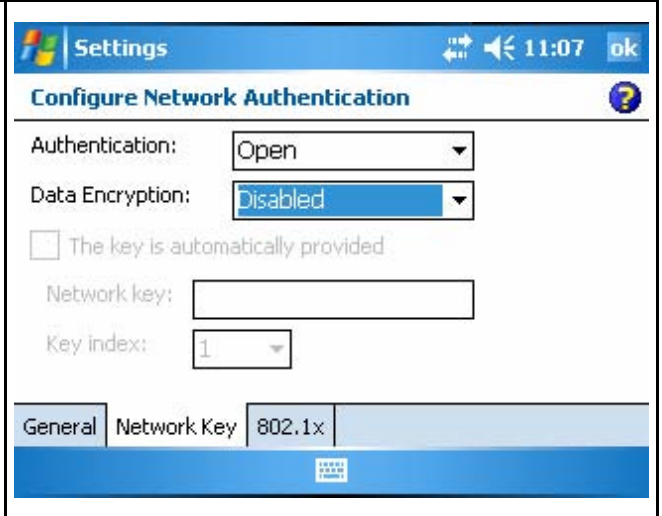 Settings 11:07 ok
Configure Network Authentication
Authentication: Open
Data Encryption: Disabled
The key is automatically provided
Network key:
Key index: 1
General Network Key 802.1x